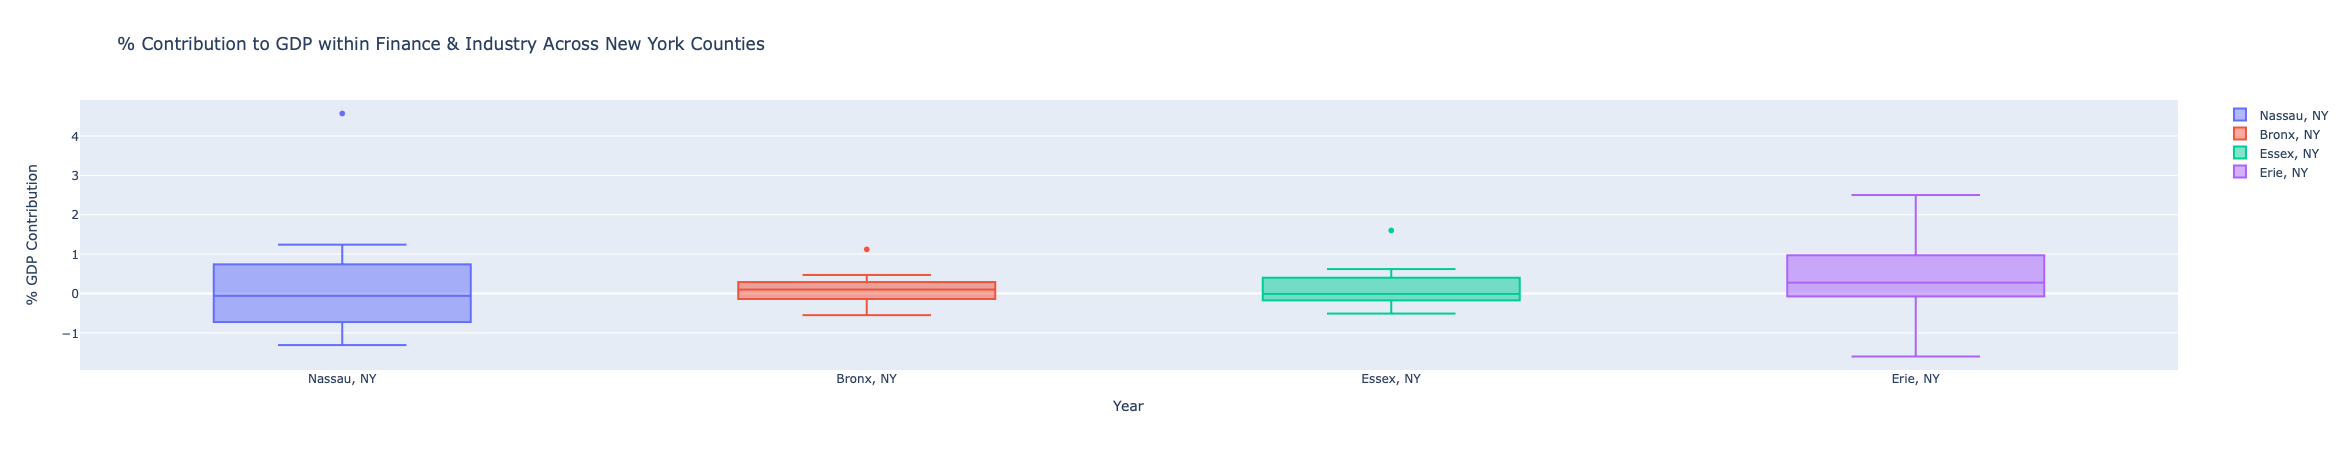 % Contribution to GDP within Finance & Industry Across New York Counties
% GDP Contribution
4
3
2
1
0
−1
Nassau, NY
Bronx, NY
Essex, NY
Erie, NY
Year
Nassau, NY
Bronx, NY
Essex, NY
Erie, NY